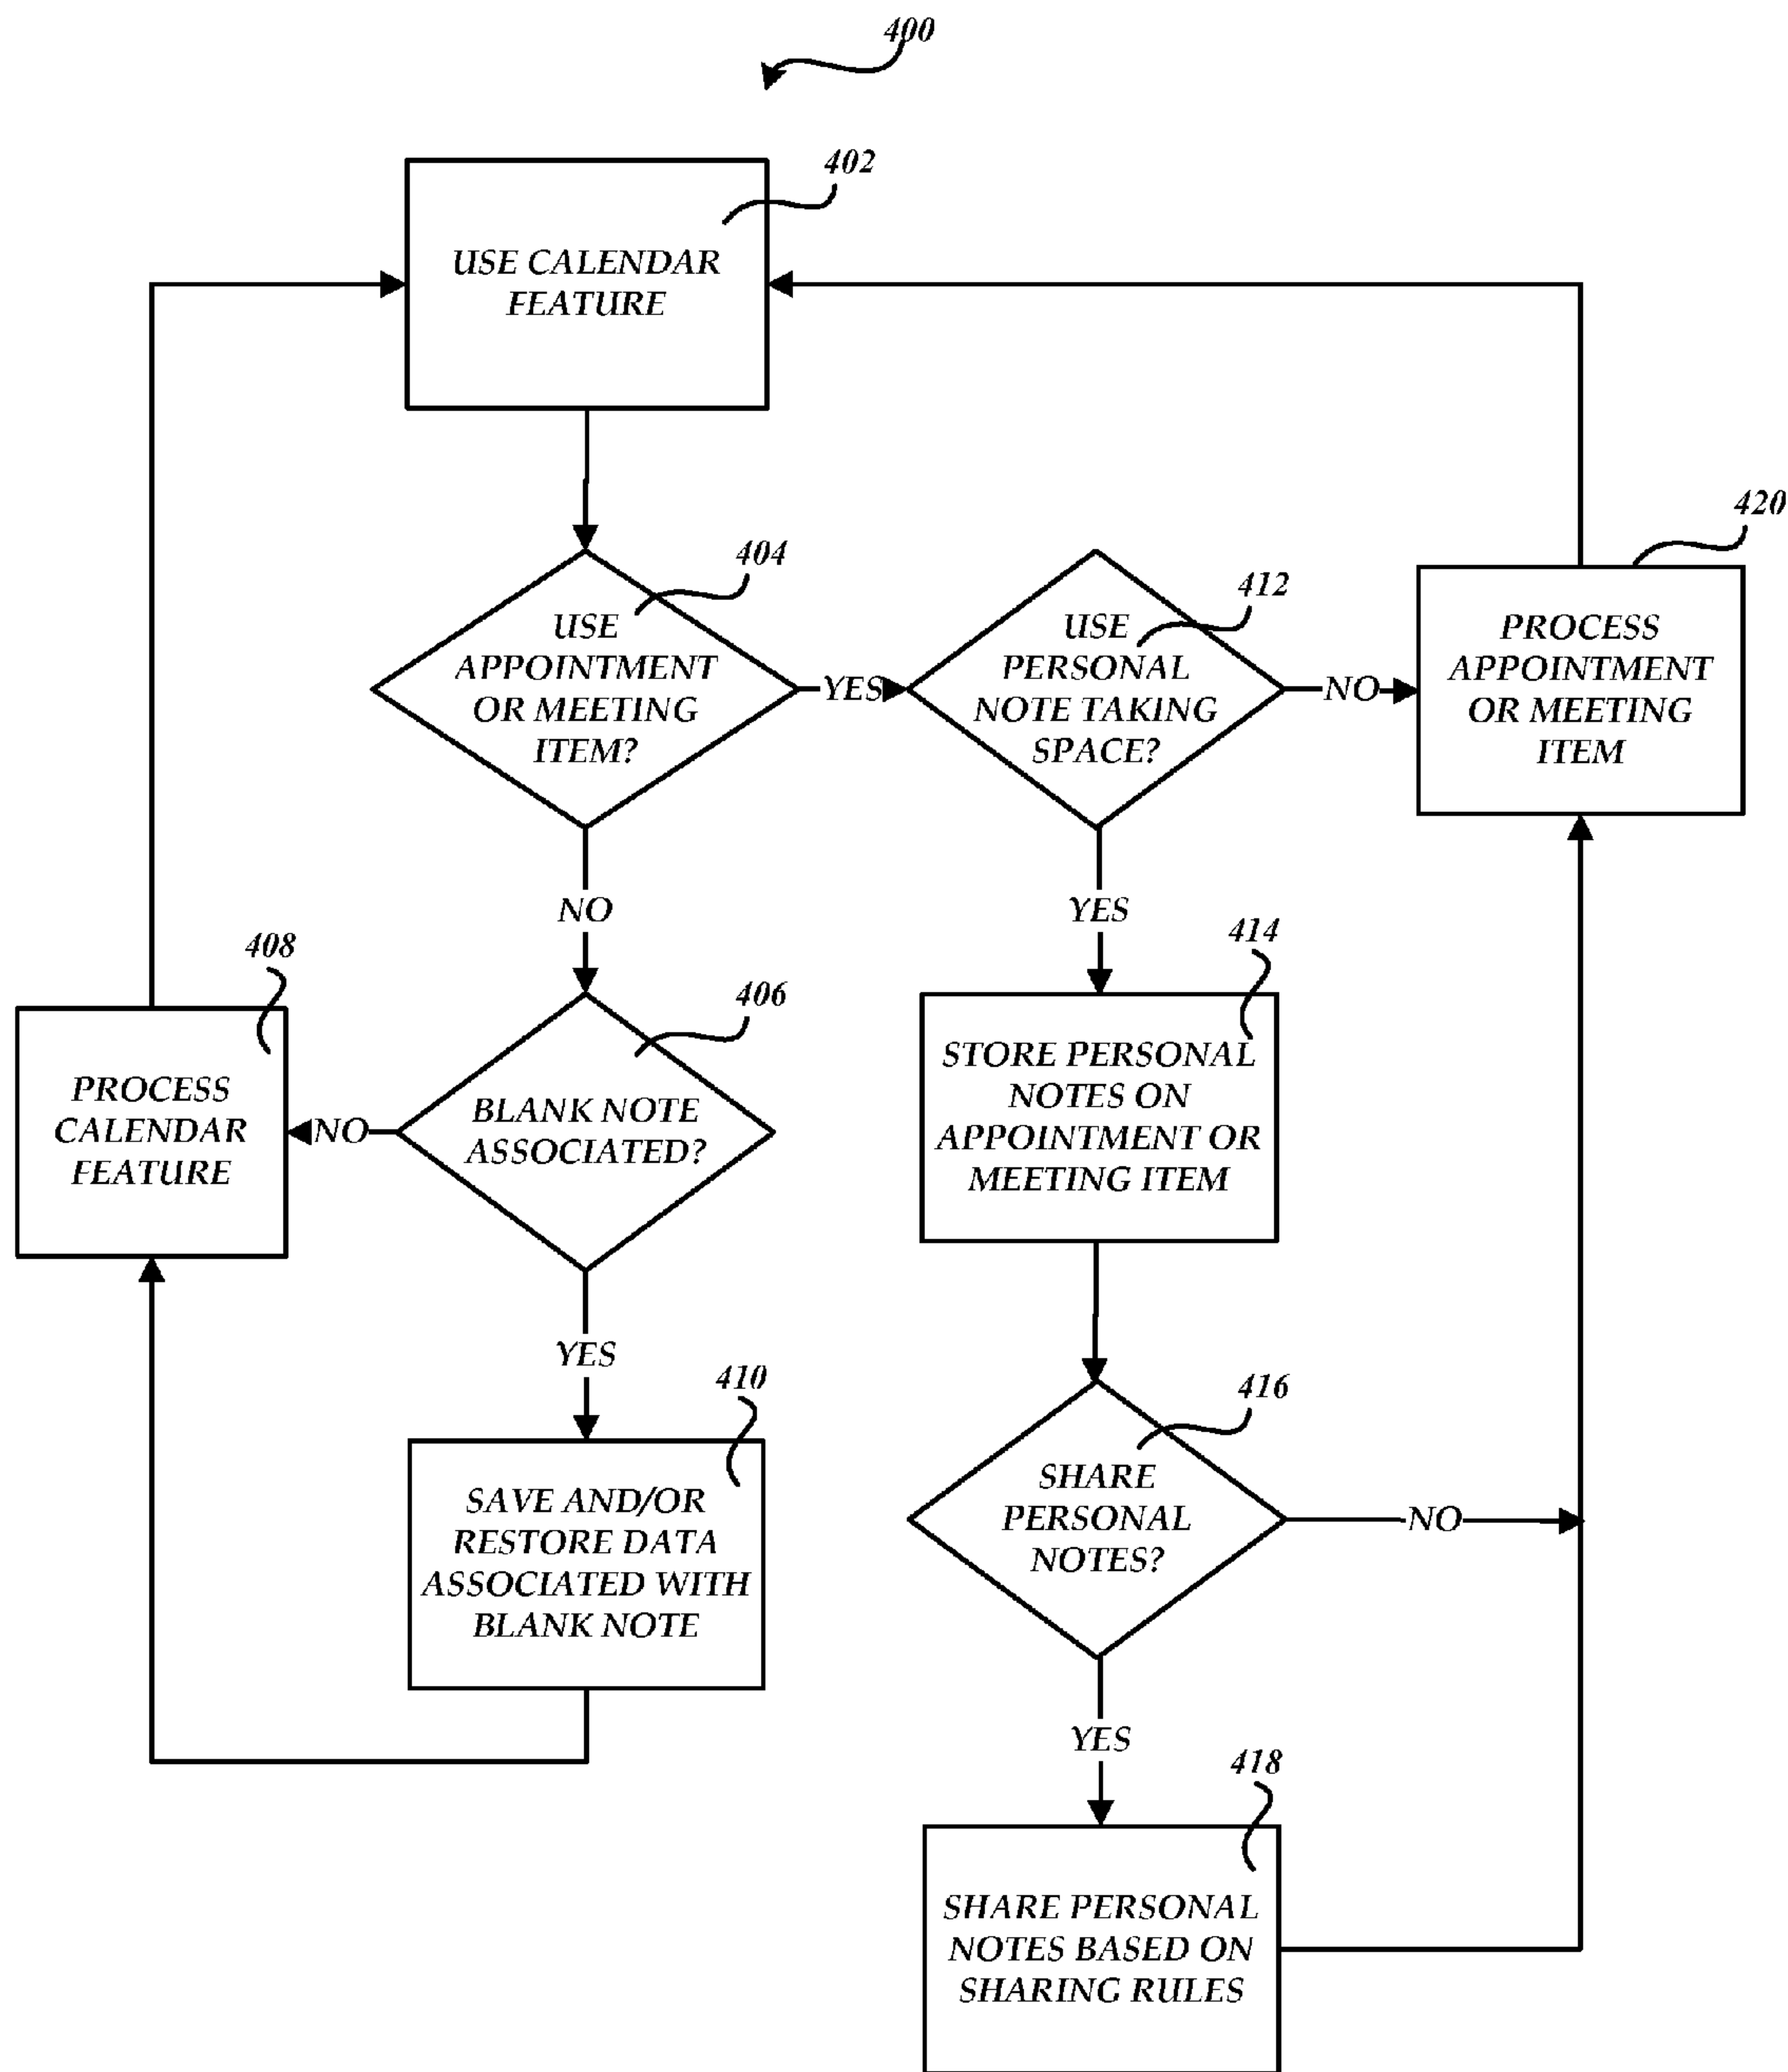 400
402
USE CALENDAR
FEATURE
404
USE
APPOINTMENT
OR MEETING
ITEM?
YES
412
USE
PERSONAL
NOTE TAKING
SPACE?
NO
420
PROCESS
APPOINTMENT
OR MEETING
ITEM
NO
YES
408
PROCESS
CALENDAR
FEATURE
NO
406
BLANK NOTE
ASSOCIATED?
414
STORE PERSONAL
NOTES ON
APPOINTMENT OR
MEETING ITEM
YES
410
SAVE AND/OR
RESTORE DATA
ASSOCIATED WITH
BLANK NOTE
416
SHARE
PERSONAL
NOTES?
NO
YES
418
SHARE PERSONAL
NOTES BASED ON
SHARING RULES